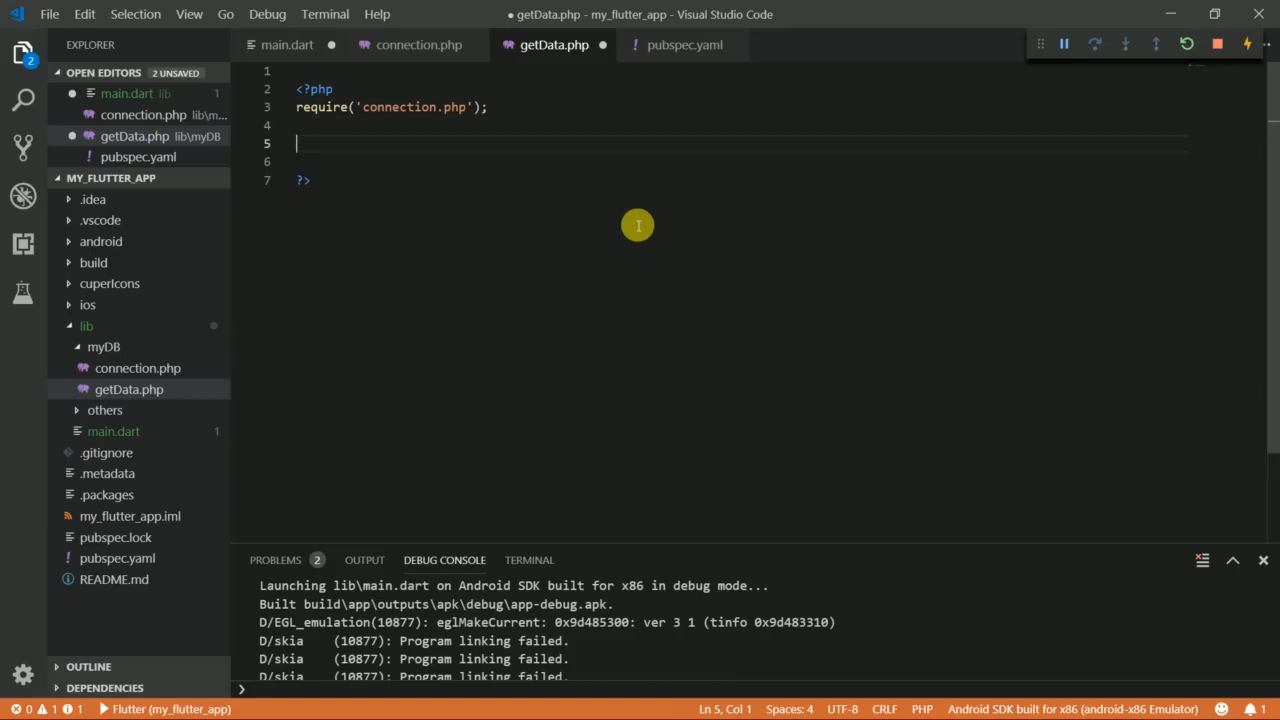 File Edit Selection View Go Debug Terminal Help
● getData.php - my_flutter_app - Visual Studio Code
EXPLORER
OPEN EDITORS 2 UNSAVED
main.dart lib 1
connection.php lib\m...
getData.php lib\myDB
! pubspec.yaml
MY_FLUTTER_APP
.idea
.vscode
android
build
cuperIcons
ios
lib
myDB
connection.php
getData.php
others
main.dart 1
.gitignore
.metadata
.packages
my_flutter_app.iml
pubspec.lock
! pubspec.yaml
README.md
OUTLINE
DEPENDENCIES
2
main.dart
connection.php
getData.php
! pubspec.yaml
1
2 <?php
3 require('connection.php');
4
5
6
7 ?>
PROBLEMS 2 OUTPUT DEBUG CONSOLE TERMINAL
Launching lib\main.dart on Android SDK built for x86 in debug mode...
Built build\app\outputs\apk\debug\app-debug.apk.
D/EGL_emulation(10877): eglMakeCurrent: 0x9d485300: ver 3 1 (tinfo 0x9d483310)
D/skia (10877): Program linking failed.
D/skia (10877): Program linking failed.
D/skia (10877): Program linking failed.
0 1 1 Flutter (my_flutter_app) Ln 5, Col 1 Spaces: 4 UTF-8 CRLF PHP Android SDK built for x86 (android-x86 Emulator) 1